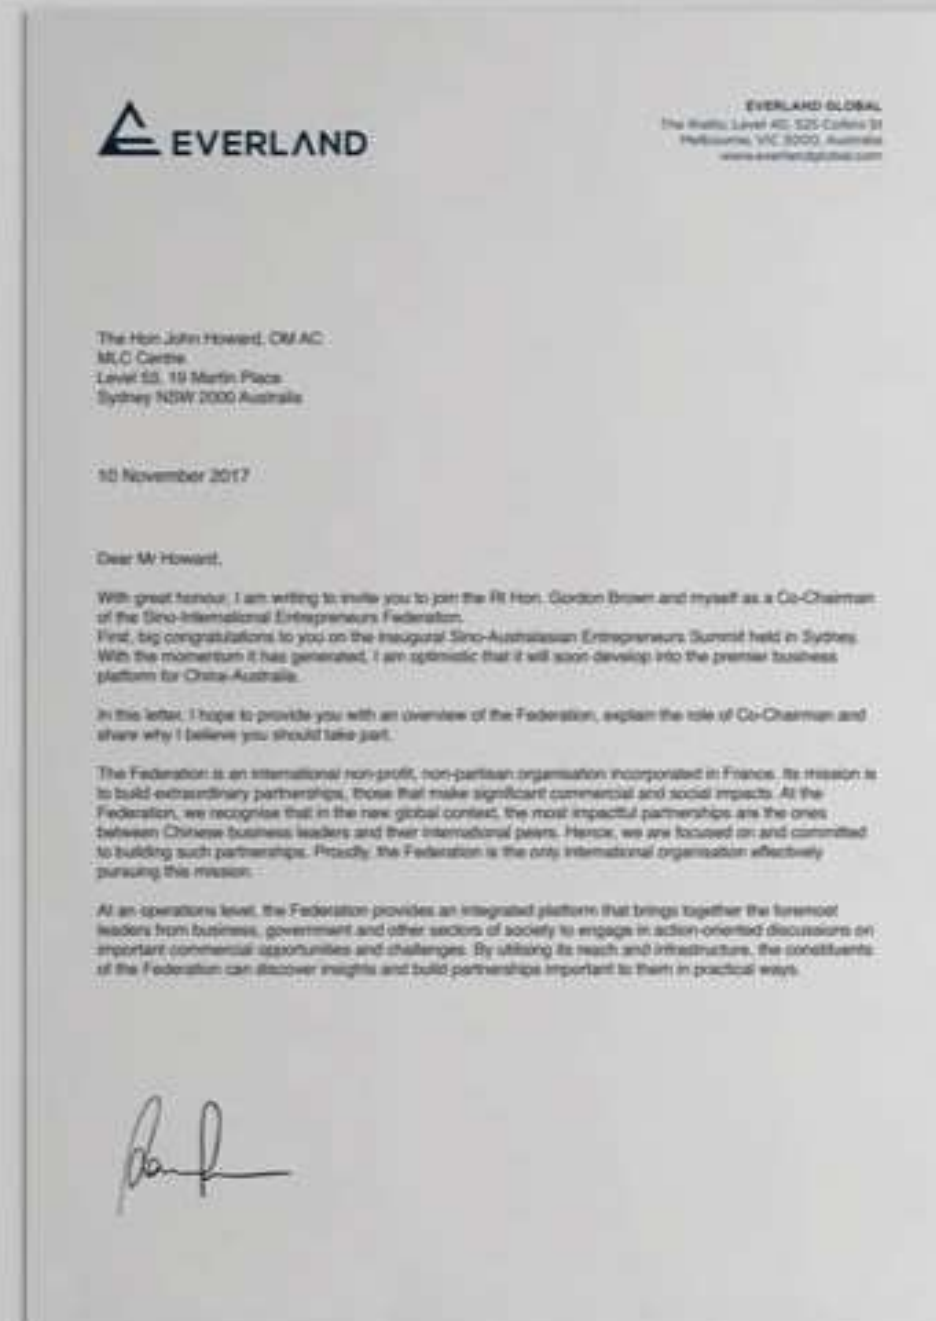 EVERLAND
EVERLAND GLOBAL
The Rialto, Level 40, 525 Collins St
Melbourne, VIC 3000, Australia
www.everlandglobal.com
The Hon John Howard, OM AC
MLC Centre
Level 55, 19 Martin Place
Sydney NSW 2000 Australia
10 November 2017
Dear Mr Howard,
With great honour, I am writing to invite you to join the Rt Hon. Gordon Brown and myself as a Co-Chairman
of the Sino-International Entrepreneurs Federation.
First, big congratulations to you on the inaugural Sino-Australasian Entrepreneurs Summit held in Sydney.
With the momentum it has generated, I am optimistic that it will soon develop into the premier business
platform for China-Australia.
In this letter, I hope to provide you with an overview of the Federation, explain the role of Co-Chairman and
share why I believe you should take part.
The Federation is an international non-profit, non-partisan organisation incorporated in France. Its mission is
to build extraordinary partnerships, those that make significant commercial and social impacts. At the
Federation, we recognise that in the new global context, the most impactful partnerships are the ones
between Chinese business leaders and their international peers. Hence, we are focused on and committed
to building such partnerships. Proudly, the Federation is the only international organisation effectively
pursuing this mission.
At an operations level, the Federation provides an integrated platform that brings together the foremost
leaders from business, government and other sectors of society to engage in action-oriented discussions on
important commercial opportunities and challenges. By utilising its reach and infrastructure, the constituents
of the Federation can discover insights and build partnerships important to them in practical ways.